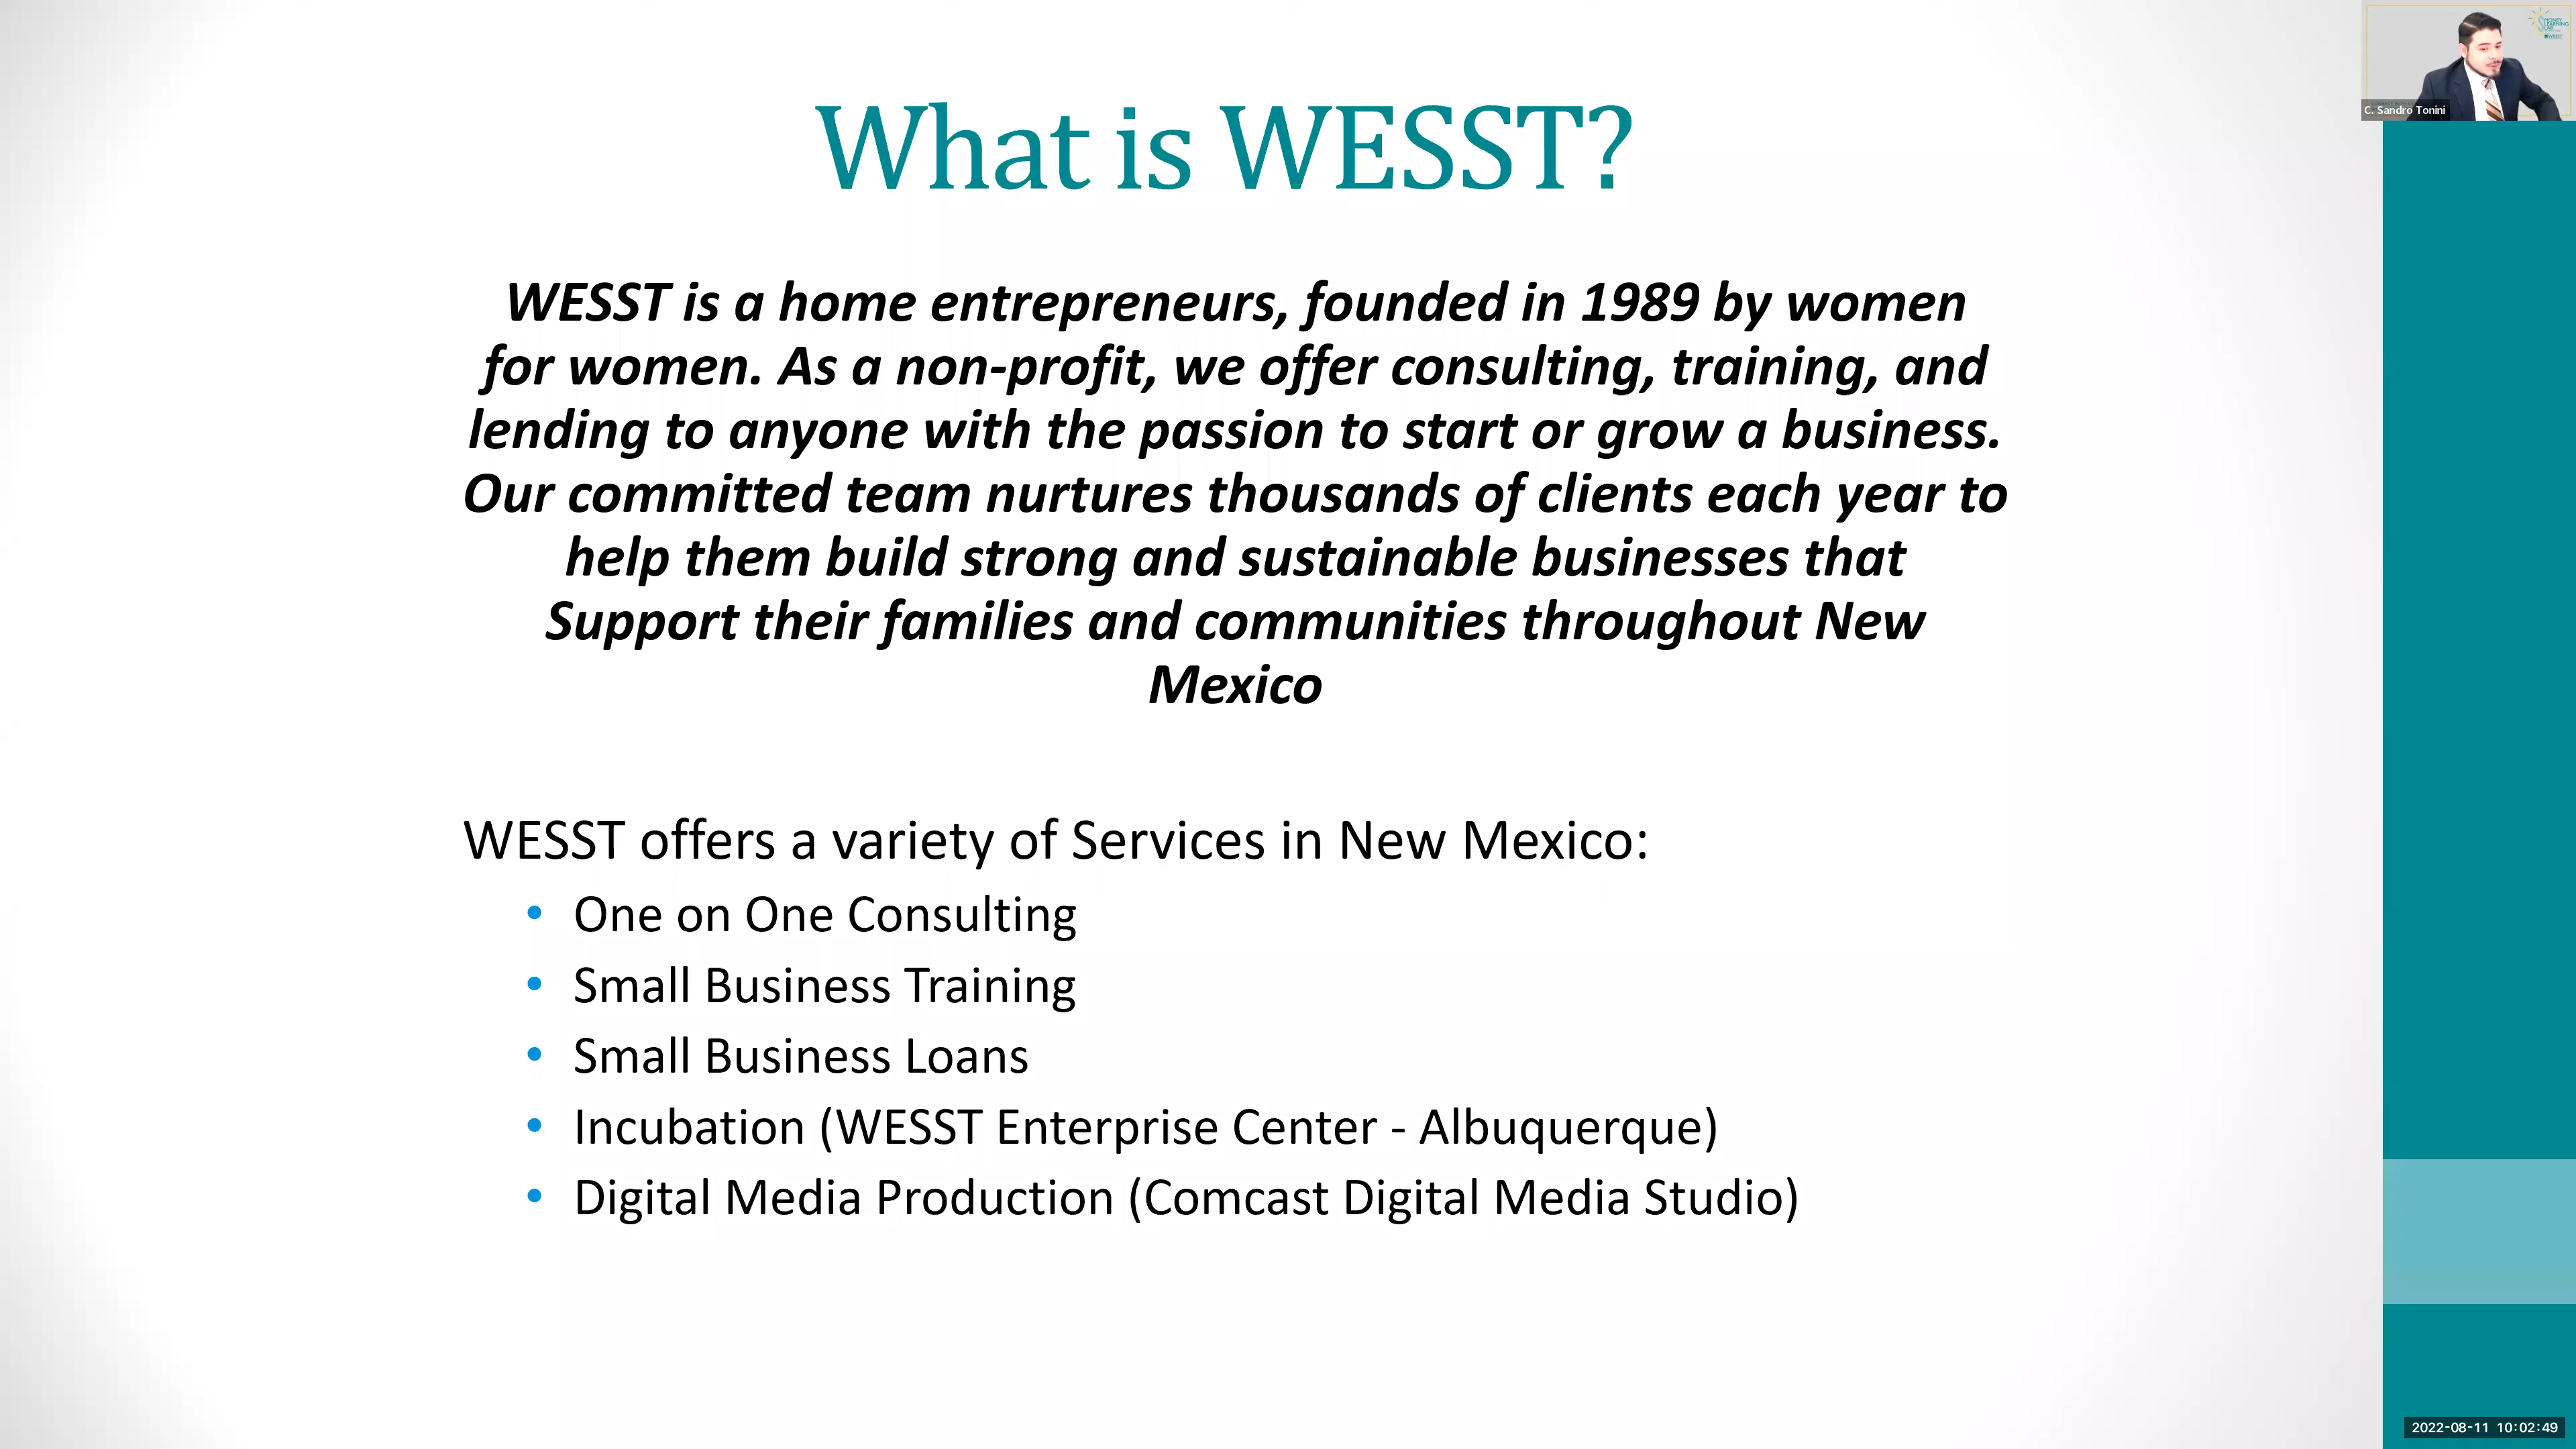 What is WESST?
WESST is a home entrepreneurs, founded in 1989 by women
for women. As a non-profit, we offer consulting, training, and
lending to anyone with the passion to start or grow a business.
Our committed team nurtures thousands of clients each year to
help them build strong and sustainable businesses that
Support their families and communities throughout New
Mexico
WESST offers a variety of Services in New Mexico:
• One on One Consulting
• Small Business Training
• Small Business Loans
• Incubation (WESST Enterprise Center - Albuquerque)
• Digital Media Production (Comcast Digital Media Studio)
MONEY
LEARNING
LAB
WESST
C. Sandro Tonini
2022-08-11 10:02:49